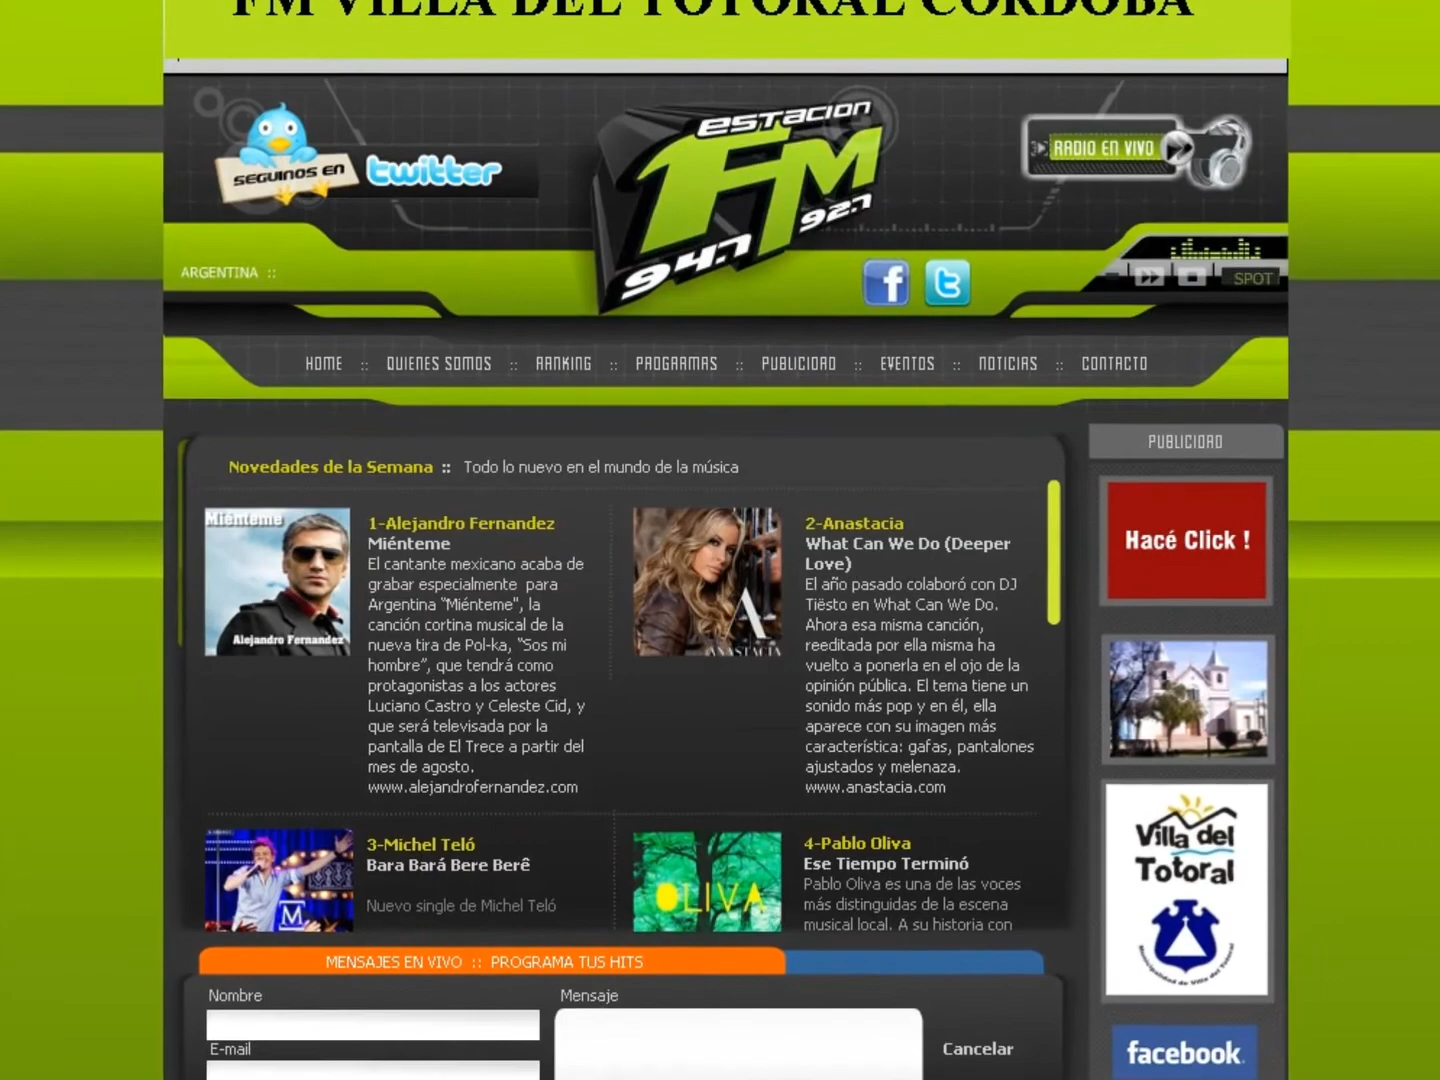 FM VILLA DEL TOTORAL CORDOBA
SEGUINOS EN twitter
ESTACION
FM
94.7 92.7
RADIO EN VIVO
ARGENTINA ::
SPOT
HOME :: QUIENES SOMOS :: RANKING :: PROGRAMAS :: PUBLICIDAD :: EVENTOS :: NOTICIAS :: CONTACTO
Novedades de la Semana :: Todo lo nuevo en el mundo de la música
Miénteme
Alejandro Fernandez
1-Alejandro Fernandez
Miénteme
El cantante mexicano acaba de
grabar especialmente para
Argentina "Miénteme", la
canción cortina musical de la
nueva tira de Pol-ka, "Sos mi
hombre", que tendrá como
protagonistas a los actores
Luciano Castro y Celeste Cid, y
que será televisada por la
pantalla de El Trece a partir del
mes de agosto.
www.alejandrofernandez.com
A
ANASTACIA
2-Anastacia
What Can We Do (Deeper
Love)
El año pasado colaboró con DJ
Tiësto en What Can We Do.
Ahora esa misma canción,
reeditada por ella misma ha
vuelto a ponerla en el ojo de la
opinión pública. El tema tiene un
sonido más pop y en él, ella
aparece con su imagen más
característica: gafas, pantalones
ajustados y melenaza.
www.anastacia.com
M
3-Michel Teló
Bara Bará Bere Berê
Nuevo single de Michel Teló
OLIVA
4-Pablo Oliva
Ese Tiempo Terminó
Pablo Oliva es una de las voces
más distinguidas de la escena
musical local. A su historia con
PUBLICIDAD
Hacé Click !
Villa del
Totoral
Municipalidad de Villa del Totoral
facebook
MENSAJES EN VIVO :: PROGRAMA TUS HITS
Nombre
Mensaje
E-mail
Cancelar